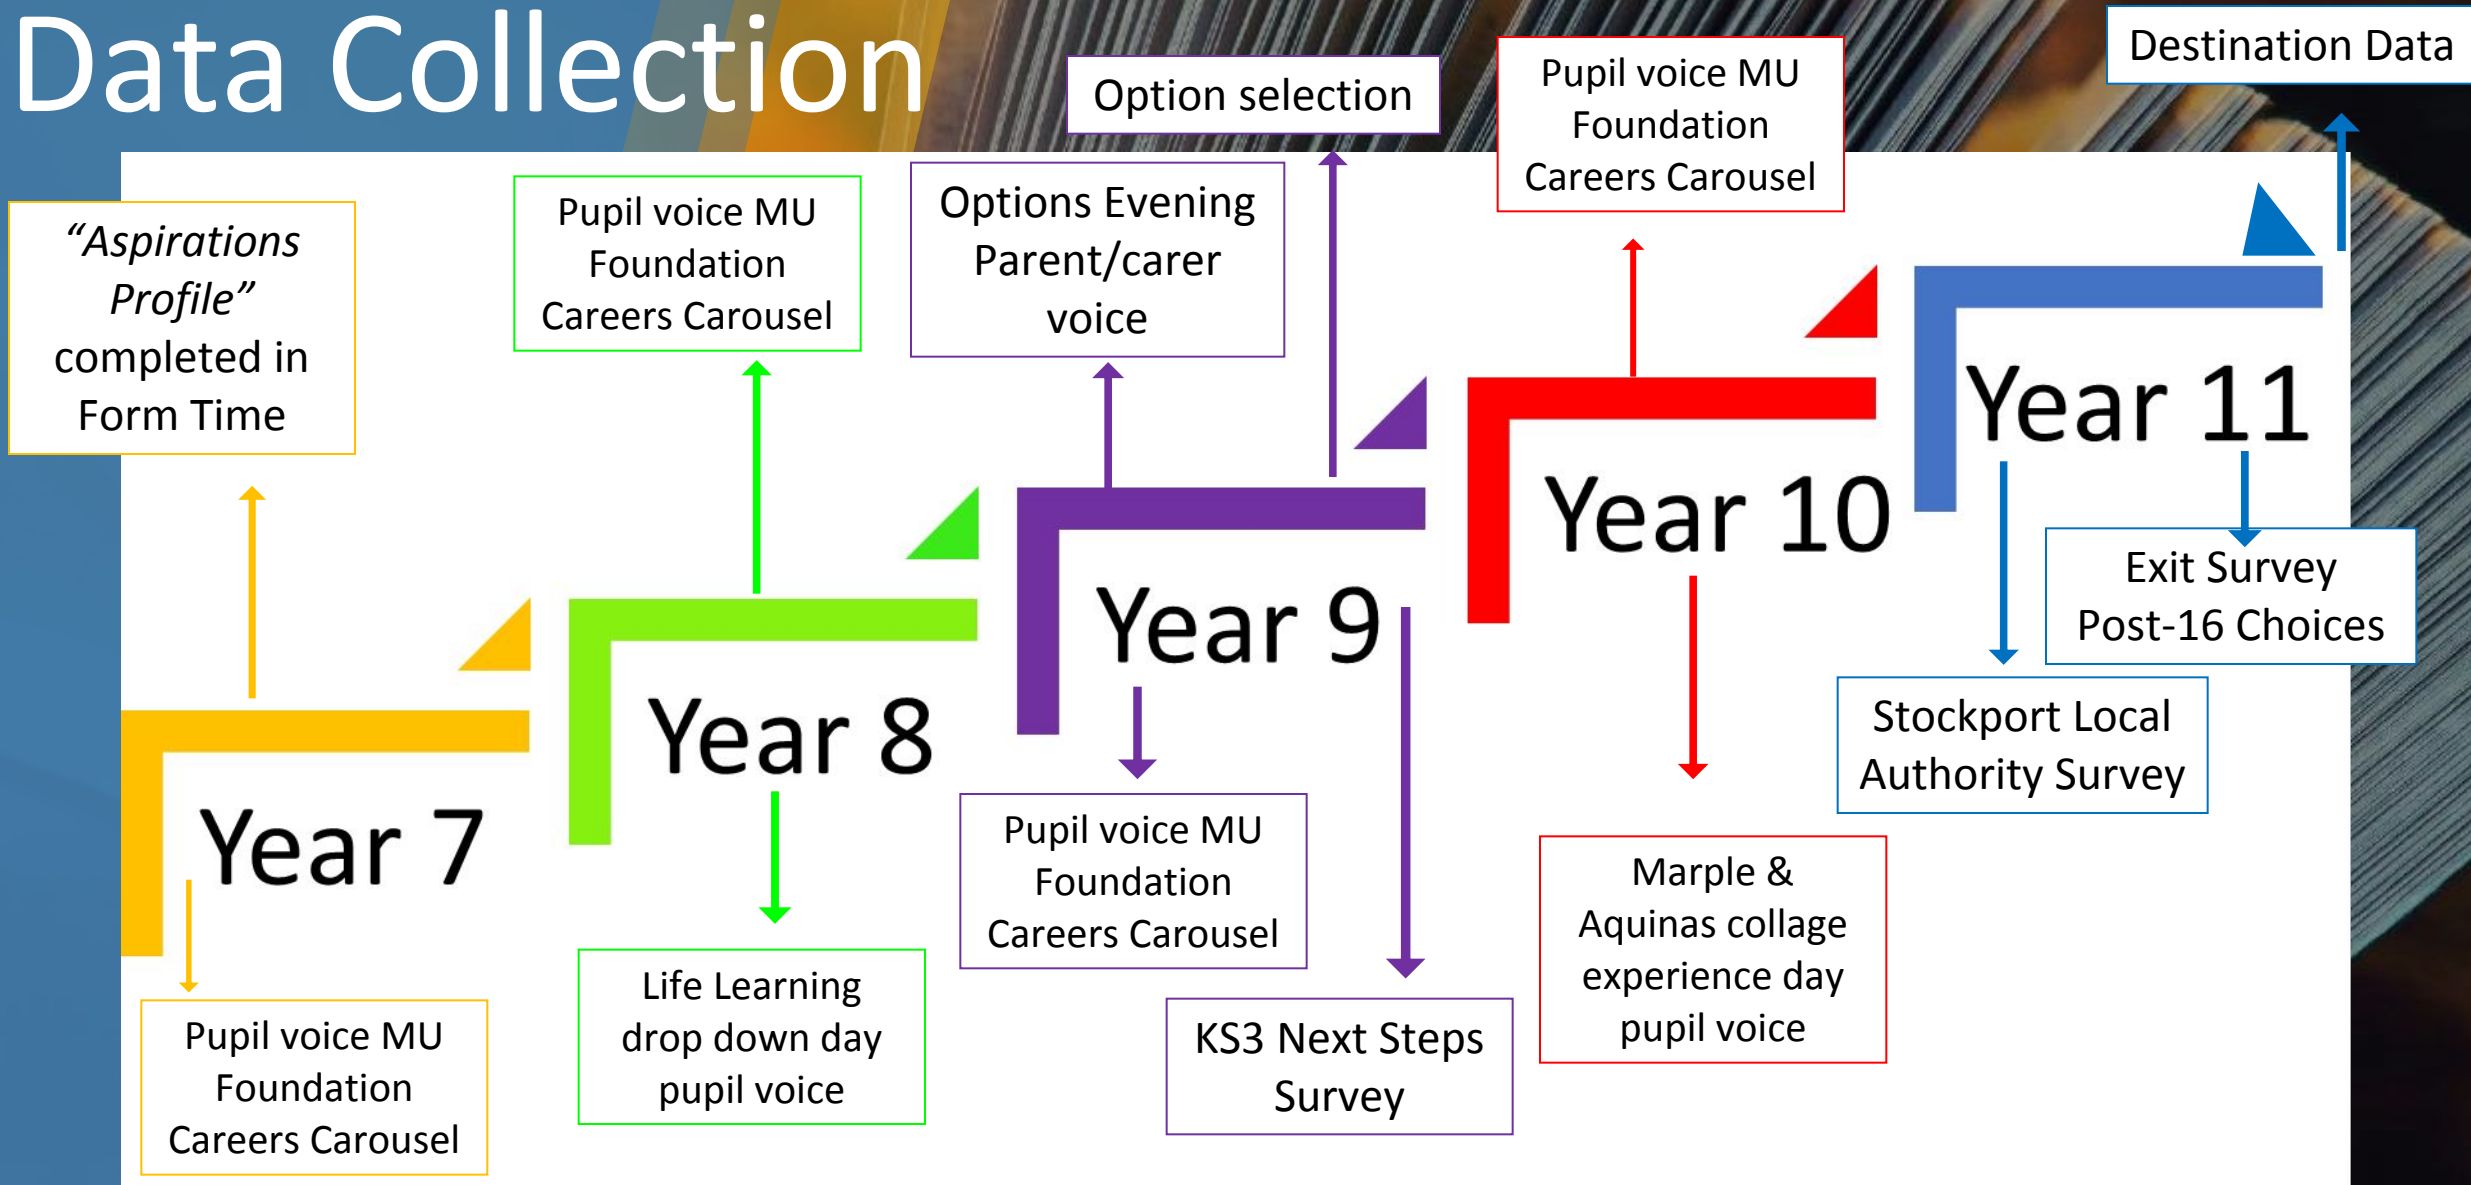 Data Collection
Destination Data
Option selection
Pupil voice MU
Foundation
Careers Carousel
“Aspirations
Profile”
completed in
Form Time
Pupil voice MU
Foundation
Careers Carousel
Options Evening
Parent/carer
voice
Year 11
Year 10
Year 9
Year 8
Year 7
Exit Survey
Post-16 Choices
Stockport Local
Authority Survey
Pupil voice MU
Foundation
Careers Carousel
Marple &
Aquinas collage
experience day
pupil voice
Life Learning
drop down day
pupil voice
KS3 Next Steps
Survey
Pupil voice MU
Foundation
Careers Carousel